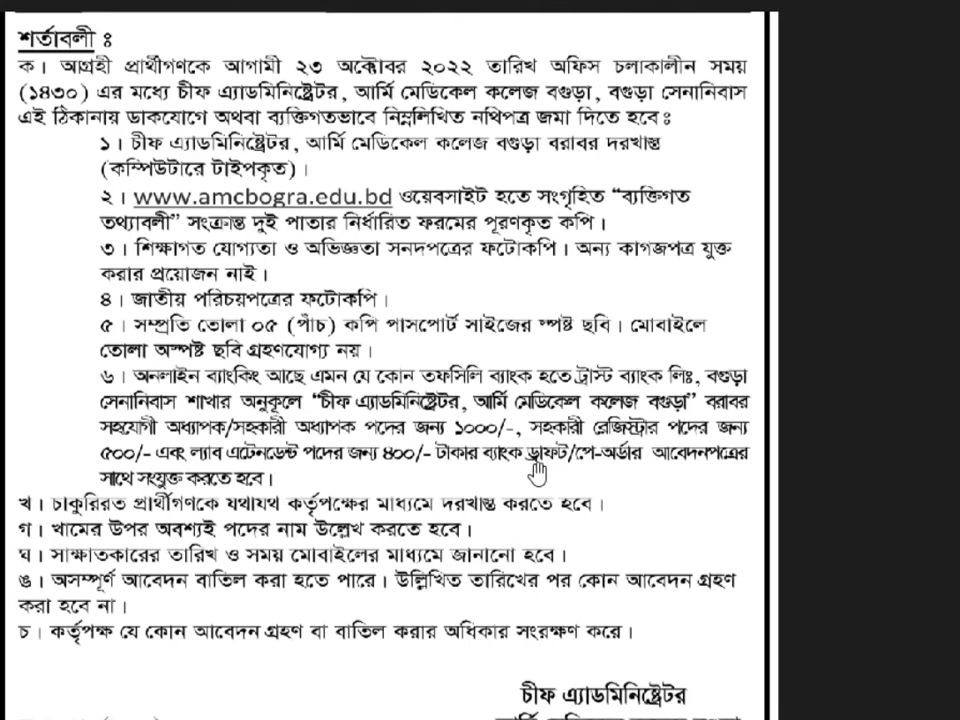 শর্তাবলী ঃ
ক। আগ্রহী প্রার্থীগণকে আগামী ২৩ অক্টোবর ২০২২ তারিখ অফিস চলাকালীন সময়
(১৪৩০) এর মধ্যে চীফ এ্যাডমিনিষ্ট্রেটর, আর্মি মেডিকেল কলেজ বগুড়া, বগুড়া সেনানিবাস
এই ঠিকানায় ডাকযোগে অথবা ব্যক্তিগতভাবে নিম্নলিখিত নথিপত্র জমা দিতে হবেঃ
১। চীফ এ্যাডমিনিষ্ট্রেটর, আর্মি মেডিকেল কলেজ বগুড়া বরাবর দরখাস্ত
(কম্পিউটারে টাইপকৃত)।
২। www.amcbogra.edu.bd ওয়েবসাইট হতে সংগৃহিত “ব্যক্তিগত
তথ্যাবলী” সংক্রান্ত দুই পাতার নির্ধারিত ফরমের পূরণকৃত কপি।
৩। শিক্ষাগত যোগ্যতা ও অভিজ্ঞতা সনদপত্রের ফটোকপি। অন্য কাগজপত্র যুক্ত
করার প্রয়োজন নাই।
৪। জাতীয় পরিচয়পত্রের ফটোকপি।
৫। সম্প্রতি তোলা ০৫ (পাঁচ) কপি পাসপোর্ট সাইজের স্পষ্ট ছবি। মোবাইলে
তোলা অস্পষ্ট ছবি গ্রহণযোগ্য নয়।
৬। অনলাইন ব্যাংকিং আছে এমন যে কোন তফসিলি ব্যাংক হতে ট্রাস্ট ব্যাংক লিঃ, বগুড়া
সেনানিবাস শাখার অনুকূলে “চীফ এ্যাডমিনিষ্ট্রেটর, আর্মি মেডিকেল কলেজ বগুড়া” বরাবর
সহযোগী অধ্যাপক/সহকারী অধ্যাপক পদের জন্য ১০০০/-, সহকারী রেজিস্ট্রার পদের জন্য
৫০০/- এবং ল্যাব এটেনডেন্ট পদের জন্য ৪০০/- টাকার ব্যাংক ড্রাফট/পে-অর্ডার আবেদনপত্রের
সাথে সংযুক্ত করতে হবে।
খ। চাকুরিরত প্রার্থীগণকে যথাযথ কর্তৃপক্ষের মাধ্যমে দরখাস্ত করতে হবে।
গ। খামের উপর অবশ্যই পদের নাম উল্লেখ করতে হবে।
ঘ। সাক্ষাতকারের তারিখ ও সময় মোবাইলের মাধ্যমে জানানো হবে।
ঙ। অসম্পূর্ণ আবেদন বাতিল করা হতে পারে। উল্লিখিত তারিখের পর কোন আবেদন গ্রহণ
করা হবে না।
চ। কর্তৃপক্ষ যে কোন আবেদন গ্রহণ বা বাতিল করার অধিকার সংরক্ষণ করে।
চীফ এ্যাডমিনিষ্ট্রেটর